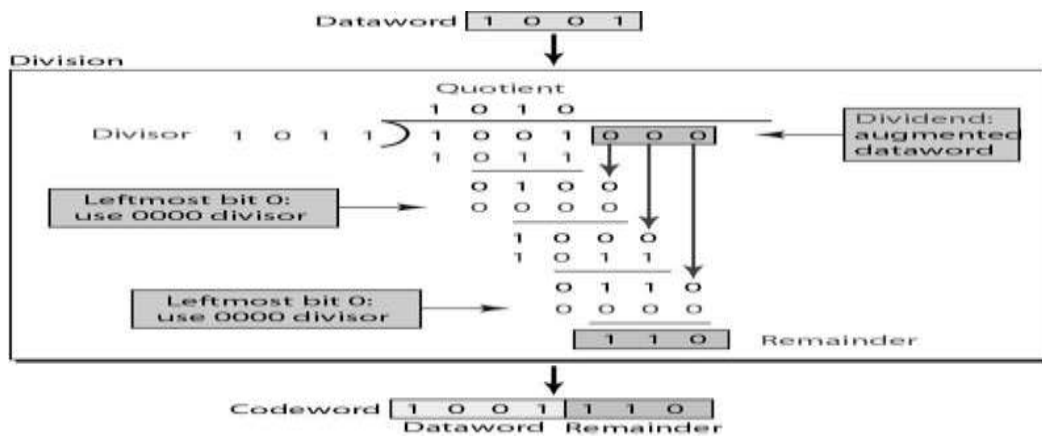 Dataword 1 0 0 1
Division
Quotient
1 0 1 0
Divisor 1 0 1 1 1 0 0 1 0 0 0
Dividend:
augmented
dataword
1 0 1 1
0 1 0 0
Leftmost bit 0:
use 0000 divisor
0 0 0 0
1 0 0 0
1 0 1 1
0 1 1 0
Leftmost bit 0:
use 0000 divisor
0 0 0 0
1 1 0 Remainder
Codeword 1 0 0 1 1 1 0
Dataword Remainder